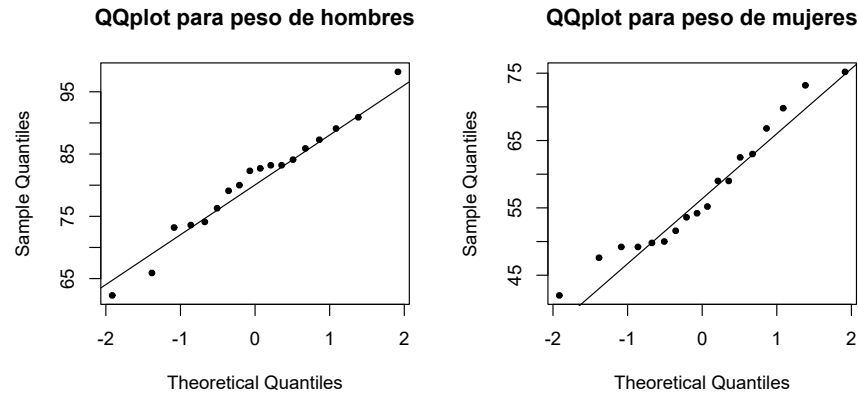 QQplot para peso de hombres
Sample Quantiles
95
85
75
65
-2 -1 0 1 2
Theoretical Quantiles
QQplot para peso de mujeres
Sample Quantiles
75
65
55
45
-2 -1 0 1 2
Theoretical Quantiles